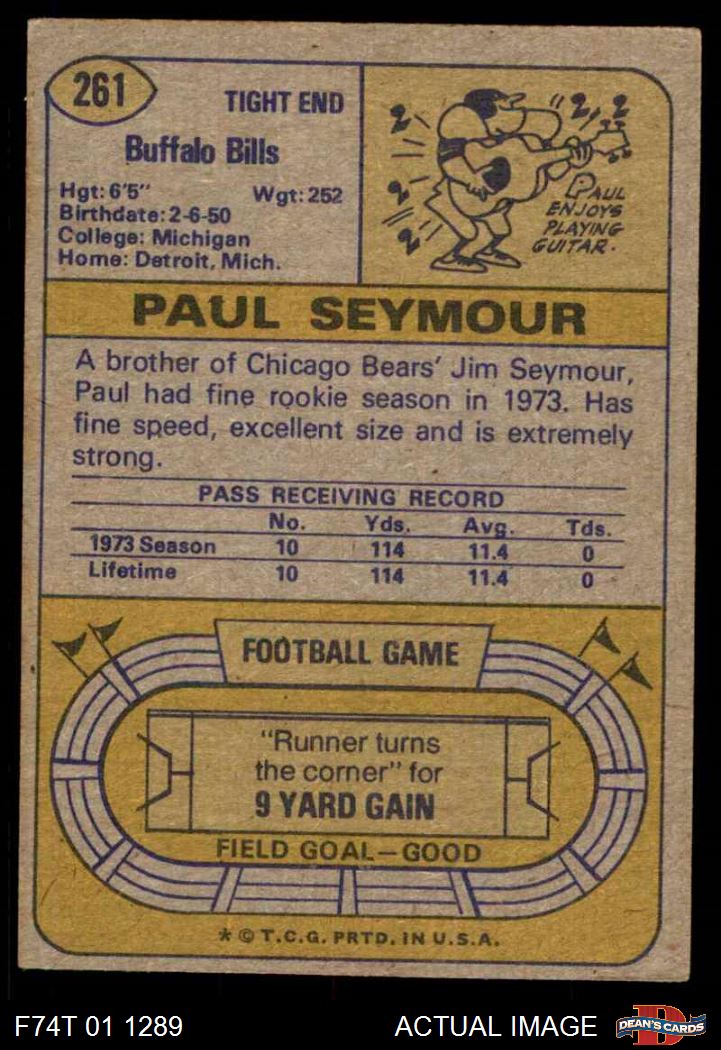 261
TIGHT END
Buffalo Bills
Hgt: 6'5" Wgt: 252
Birthdate: 2-6-50
College: Michigan
Home: Detroit, Mich.
PAUL
ENJOYS
PLAYING
GUITAR.
PAUL SEYMOUR
A brother of Chicago Bears' Jim Seymour,
Paul had fine rookie season in 1973. Has
fine speed, excellent size and is extremely
strong.
PASS RECEIVING RECORD
No. Yds. Avg. Tds.
1973 Season 10 114 11.4 0
Lifetime 10 114 11.4 0
FOOTBALL GAME
"Runner turns
the corner" for
9 YARD GAIN
FIELD GOAL—GOOD
* © T.C.G. PRTD. IN U.S.A.
F74T 01 1289 ACTUAL IMAGE
D
DEAN'S CARDS